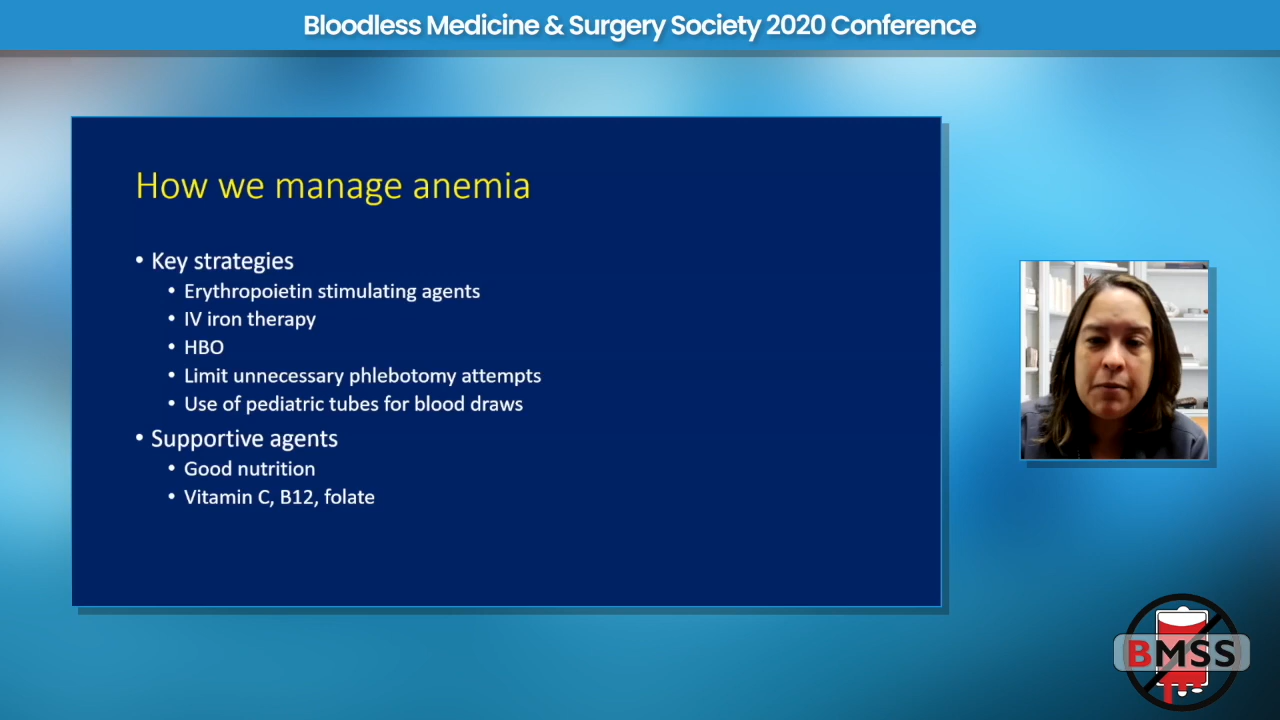 Bloodless Medicine & Surgery Society 2020 Conference
How we manage anemia
• Key strategies
• Erythropoietin stimulating agents
• IV iron therapy
• HBO
• Limit unnecessary phlebotomy attempts
• Use of pediatric tubes for blood draws
• Supportive agents
• Good nutrition
• Vitamin C, B12, folate
BMSS